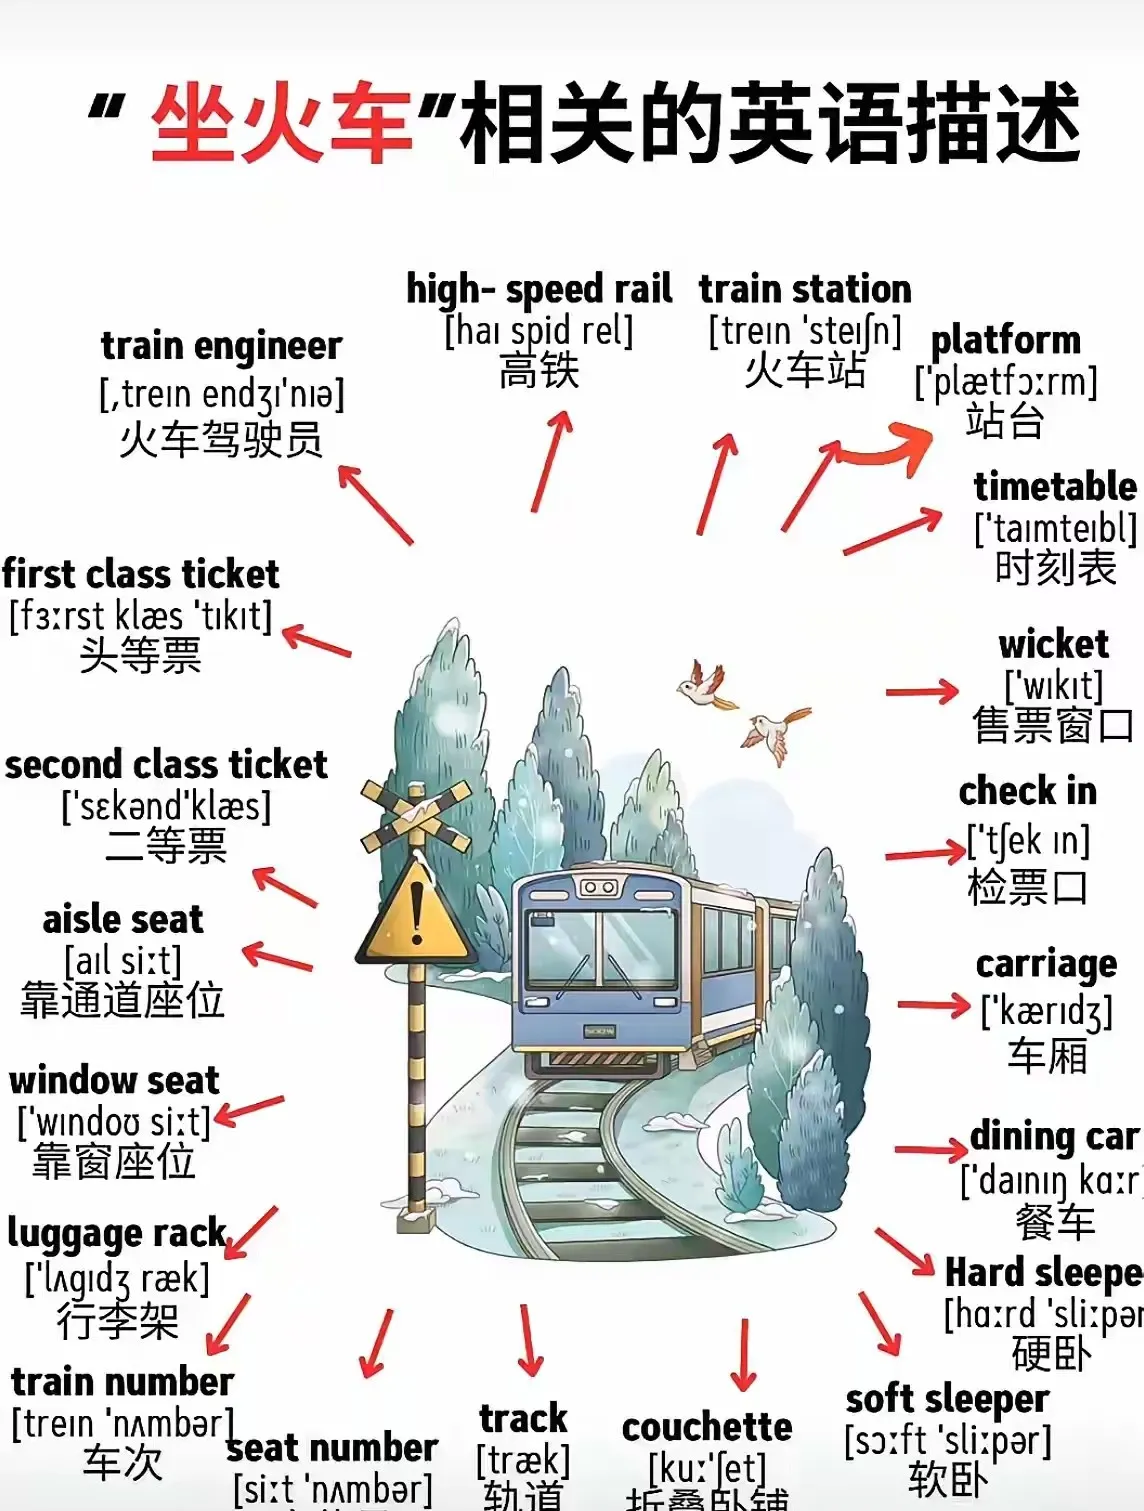 “坐火车”相关的英语描述
high- speed rail
[haɪ spid rel]
高铁
train station
[treɪn 'steɪʃn]
火车站
train engineer
[,treɪn endʒɪ'nɪə]
火车驾驶员
platform
['plætfɔːrm]
站台
timetable
['taɪmteɪbl]
时刻表
first class ticket
[fɜːrst klæs 'tɪkɪt]
头等票
wicket
['wɪkɪt]
售票窗口
second class ticket
['sɛkənd'klæs]
二等票
check in
['tʃek ɪn]
检票口
aisle seat
[aɪl siːt]
靠通道座位
carriage
['kærɪdʒ]
车厢
window seat
['wɪndoʊ siːt]
靠窗座位
dining car
['daɪnɪŋ kɑːr]
餐车
luggage rack
['lʌgɪdʒ ræk]
行李架
Hard sleepe
[hɑːrd 'sliːpər
硬卧
train number
[treɪn 'nʌmbər]
车次
seat number
[siːt 'nʌmbər]
track
[træk]
轨道
couchette
[kuː'ʃet]
折叠卧铺
soft sleeper
[sɔːft 'sliːpər]
软卧